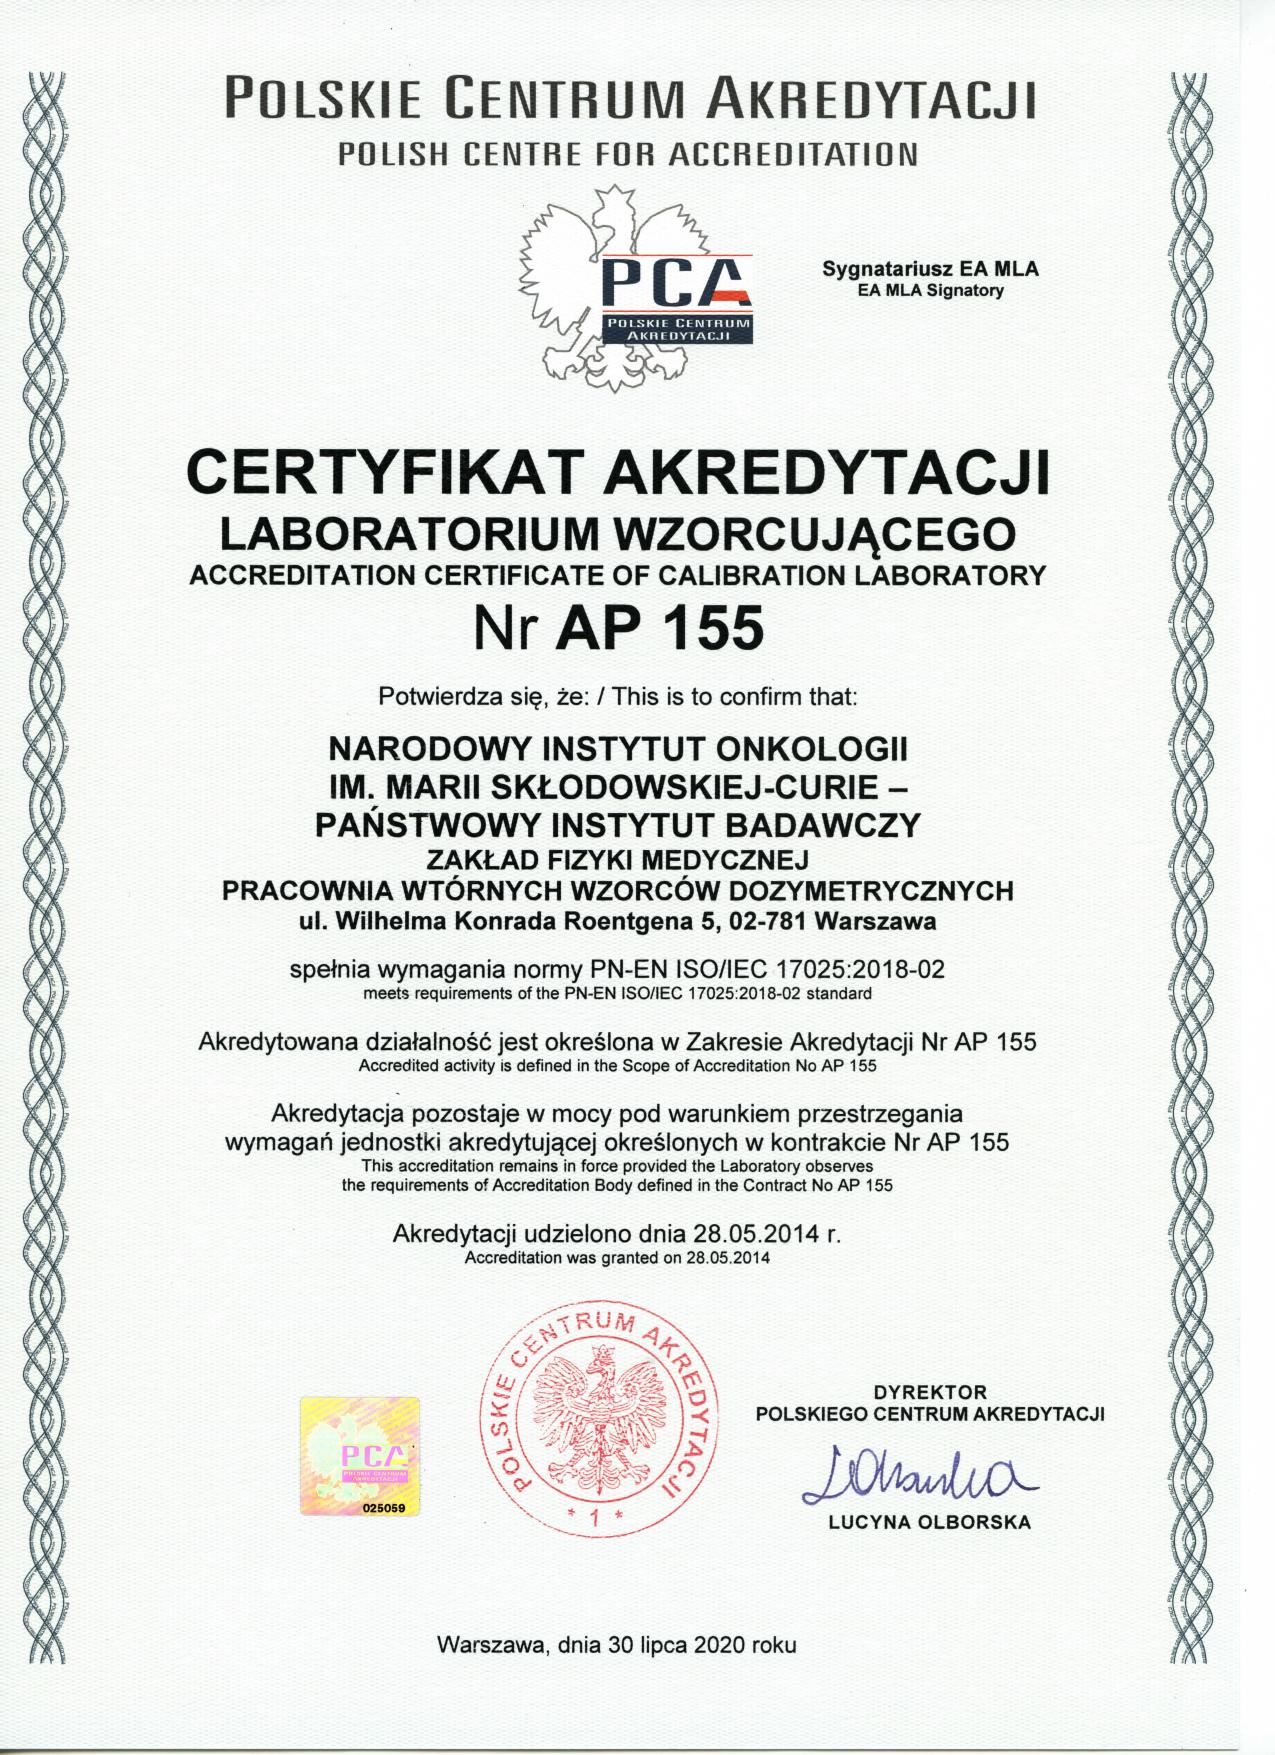 POLSKIE CENTRUM AKREDYTACJI
POLISH CENTRE FOR ACCREDITATION
PCA
POLSKIE CENTRUM
AKREDYTACJI
Sygnatariusz EA MLA
EA MLA Signatory
CERTYFIKAT AKREDYTACJI
LABORATORIUM WZORCUJĄCEGO
ACCREDITATION CERTIFICATE OF CALIBRATION LABORATORY
Nr AP 155
Potwierdza się, że: / This is to confirm that:
NARODOWY INSTYTUT ONKOLOGII
IM. MARII SKŁODOWSKIEJ-CURIE –
PAŃSTWOWY INSTYTUT BADAWCZY
ZAKŁAD FIZYKI MEDYCZNEJ
PRACOWNIA WTÓRNYCH WZORCÓW DOZYMETRYCZNYCH
ul. Wilhelma Konrada Roentgena 5, 02-781 Warszawa
spełnia wymagania normy PN-EN ISO/IEC 17025:2018-02
meets requirements of the PN-EN ISO/IEC 17025:2018-02 standard
Akredytowana działalność jest określona w Zakresie Akredytacji Nr AP 155
Accredited activity is defined in the Scope of Accreditation No AP 155
Akredytacja pozostaje w mocy pod warunkiem przestrzegania
wymagań jednostki akredytującej określonych w kontrakcie Nr AP 155
This accreditation remains in force provided the Laboratory observes
the requirements of Accreditation Body defined in the Contract No AP 155
Akredytacji udzielono dnia 28.05.2014 r.
Accreditation was granted on 28.05.2014
POLSKIE CENTRUM AKREDYTACJI
* 1 *
PCA
POLSKIE CENTRUM
AKREDYTACJI
025059
DYREKTOR
POLSKIEGO CENTRUM AKREDYTACJI
LUCYNA OLBORSKA
Warszawa, dnia 30 lipca 2020 roku